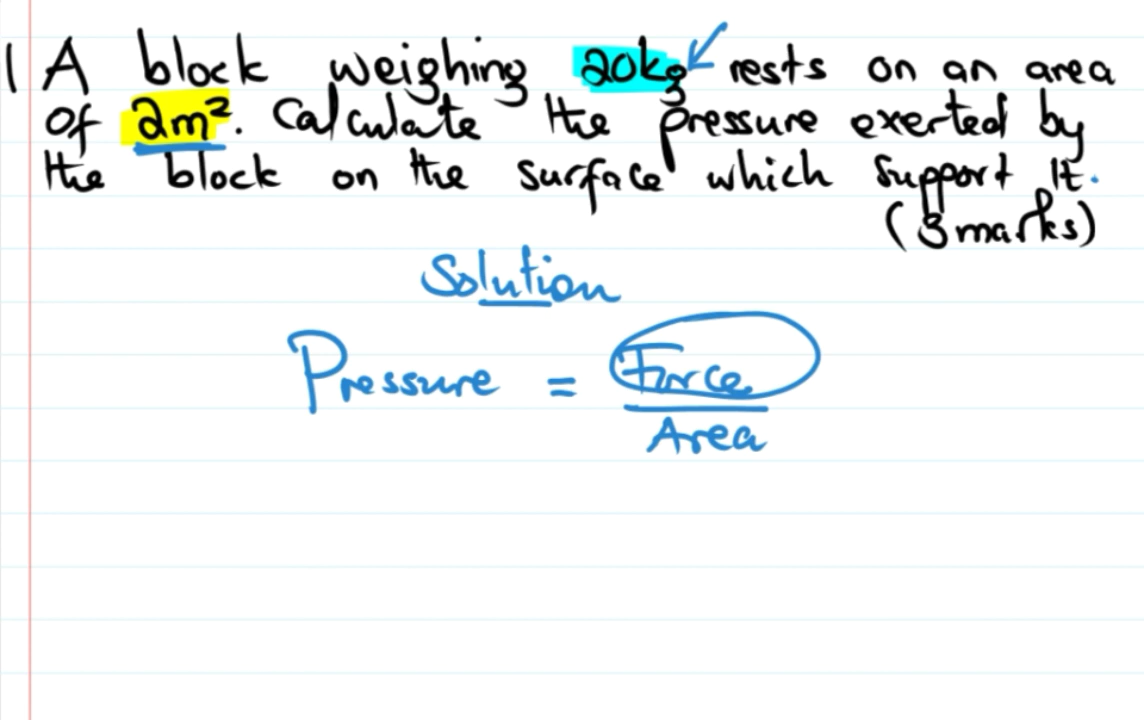 1 A block weighing 20kg rests on an area
of 2m². Calculate the pressure exerted by
the block on the surface which support it.
(3 marks)
Solution
Pressure = Force
Area